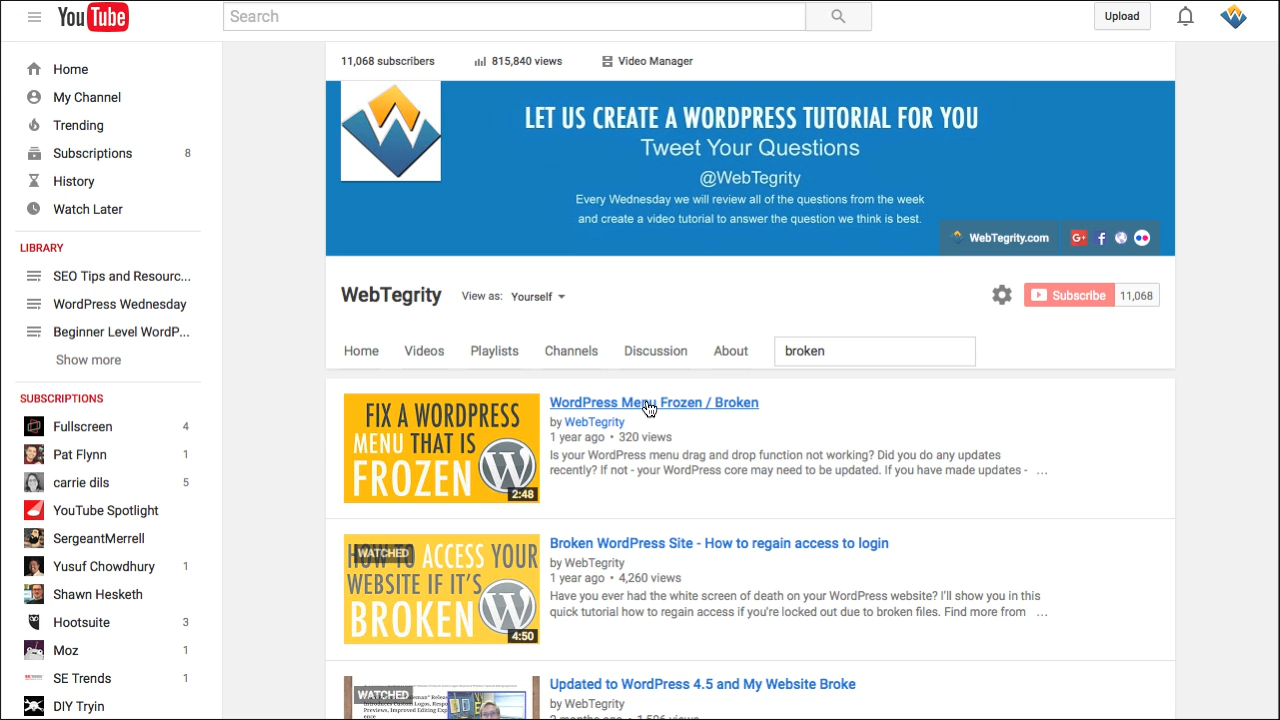 YouTube
Search
Upload
Home
My Channel
Trending
Subscriptions 8
History
Watch Later
LIBRARY
SEO Tips and Resourc...
WordPress Wednesday
Beginner Level WordP...
Show more
SUBSCRIPTIONS
Fullscreen 4
Pat Flynn 1
carrie dils 5
YouTube Spotlight
SergeantMerrell
Yusuf Chowdhury 1
Shawn Hesketh
Hootsuite 3
Moz 1
SE Trends 1
DIY Tryin
11,068 subscribers 815,840 views Video Manager
LET US CREATE A WORDPRESS TUTORIAL FOR YOU
Tweet Your Questions
@WebTegrity
Every Wednesday we will review all of the questions from the week
and create a video tutorial to answer the question we think is best.
WebTegrity.com G+ f
WebTegrity View as: Yourself Subscribe 11,068
Home Videos Playlists Channels Discussion About broken
FIX A WORDPRESS
MENU THAT IS
FROZEN
2:48
WordPress Menu Frozen / Broken
by WebTegrity
1 year ago • 320 views
Is your WordPress menu drag and drop function not working? Did you do any updates
recently? If not - your WordPress core may need to be updated. If you have made updates - ...
WATCHED
HOW TO ACCESS YOUR
WEBSITE IF IT'S
BROKEN
4:50
Broken WordPress Site - How to regain access to login
by WebTegrity
1 year ago • 4,260 views
Have you ever had the white screen of death on your WordPress website? I'll show you in this
quick tutorial how to regain access if you're locked out due to broken files. Find more from ...
WATCHED
Updated to WordPress 4.5 and My Website Broke
by WebTegrity